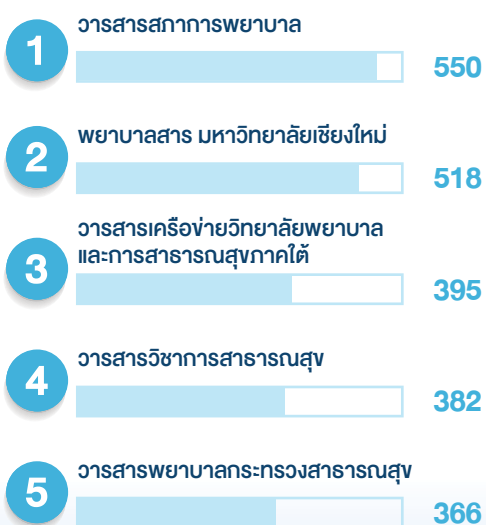 1
วารสารสภาการพยาบาล
550
2
พยาบาลสาร มหาวิทยาลัยเชียงใหม่
518
3
วารสารเครือข่ายวิทยาลัยพยาบาล
และการสาธารณสุขภาคใต้
395
4
วารสารวิชาการสาธารณสุข
382
5
วารสารพยาบาลกระทรวงสาธารณสุข
366